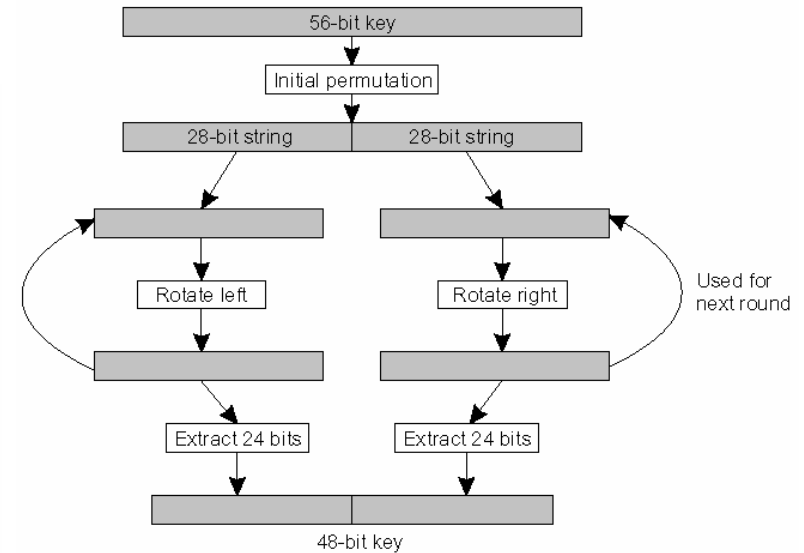 56-bit key
Initial permutation
28-bit string
28-bit string
Rotate left
Rotate right
Used for
next round
Extract 24 bits
Extract 24 bits
48-bit key